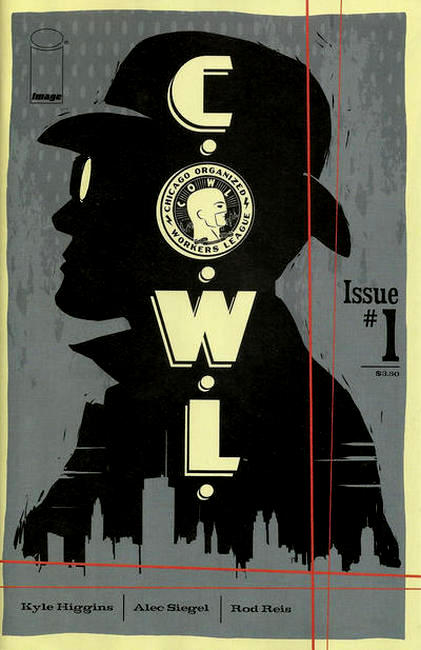 Image
C
CHICAGO ORGANIZED
C O W L
WORKERS LEAGUE
W
L
Issue
# 1
$3.50
Kyle Higgins | Alec Siegel | Rod Reis